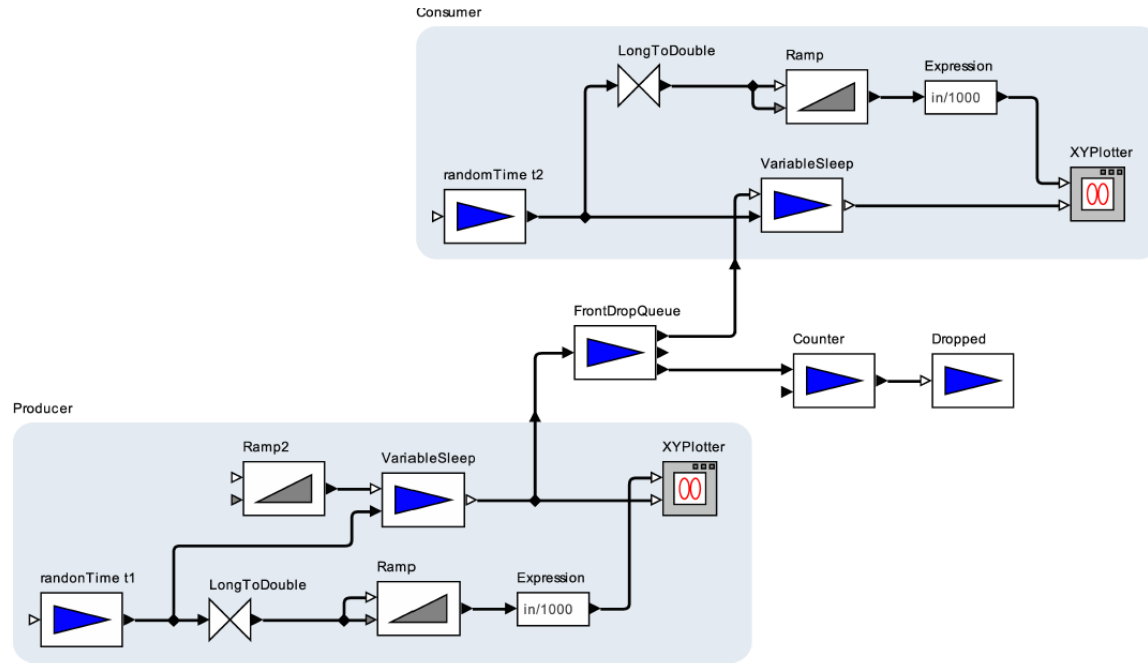 Consumer
LongToDouble
Ramp
Expression
in/1000
XYPlotter
randomTime t2
VariableSleep
FrontDropQueue
Counter
Dropped
Producer
Ramp2
VariableSleep
XYPlotter
randonTime t1
LongToDouble
Ramp
Expression
in/1000